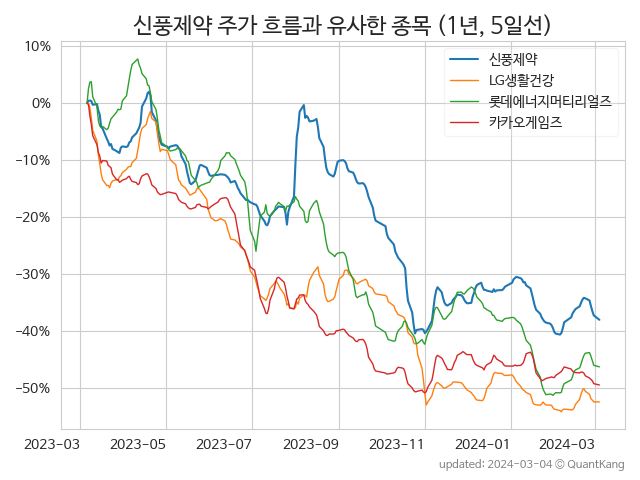 신풍제약 주가 흐름과 유사한 종목 (1년, 5일선)
10%
0%
−10%
−20%
−30%
−40%
−50%
신풍제약
LG생활건강
롯데에너지머티리얼즈
카카오게임즈
2023-03
2023-05
2023-07
2023-09
2023-11
2024-01
2024-03
updated: 2024-03-04 © QuantKang